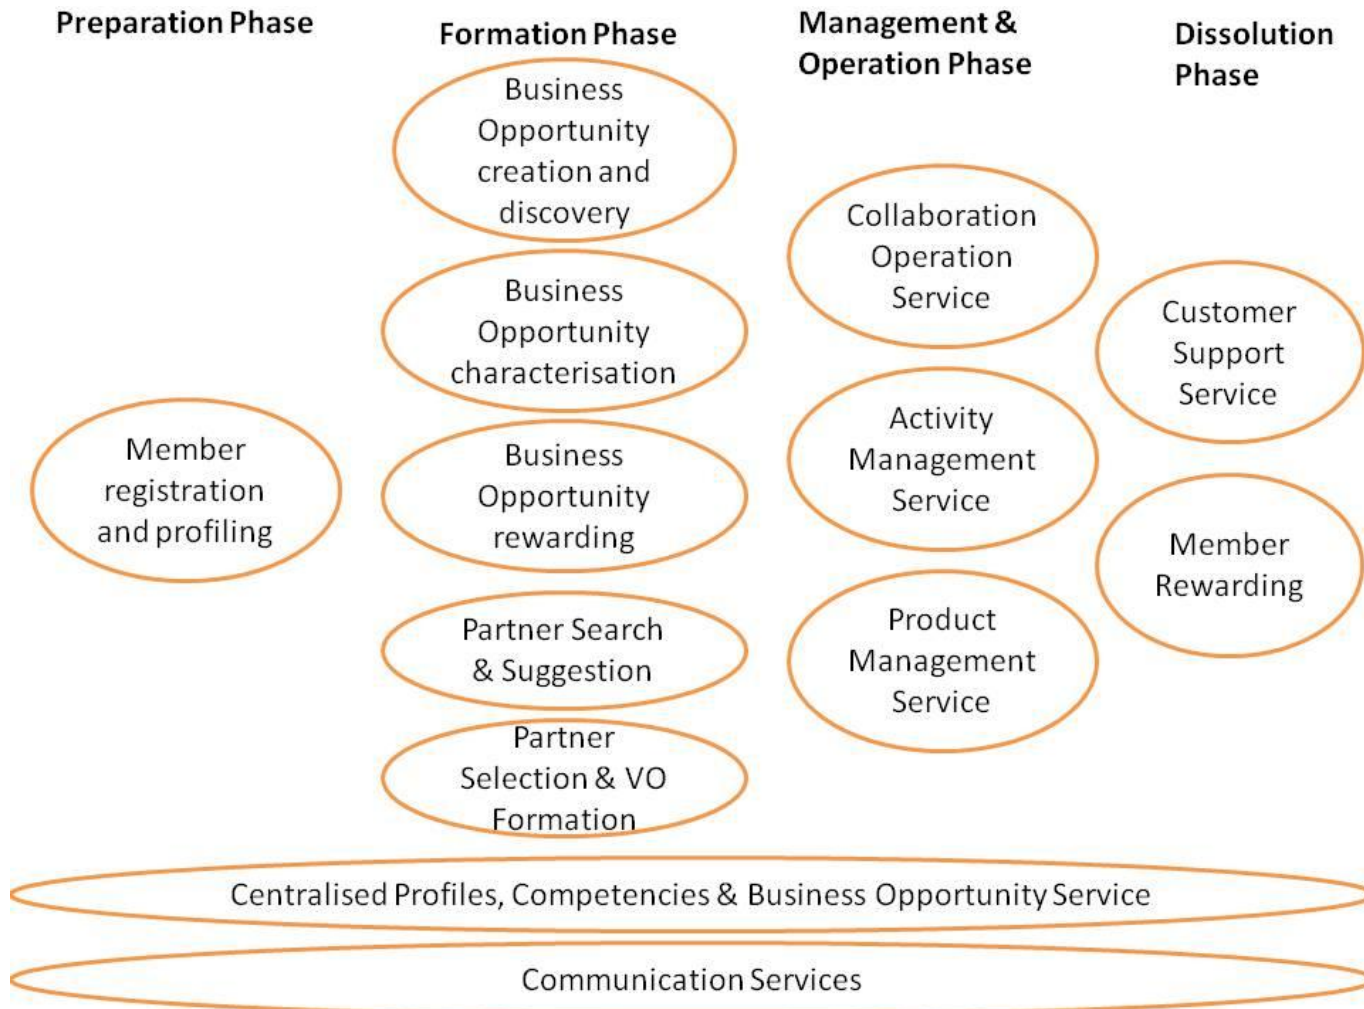 Preparation Phase
Formation Phase
Management &
Operation Phase
Dissolution
Phase
Member
registration
and profiling
Business
Opportunity
creation and
discovery
Business
Opportunity
characterisation
Business
Opportunity
rewarding
Partner Search
& Suggestion
Partner
Selection & VO
Formation
Collaboration
Operation
Service
Activity
Management
Service
Product
Management
Service
Customer
Support
Service
Member
Rewarding
Centralised Profiles, Competencies & Business Opportunity Service
Communication Services